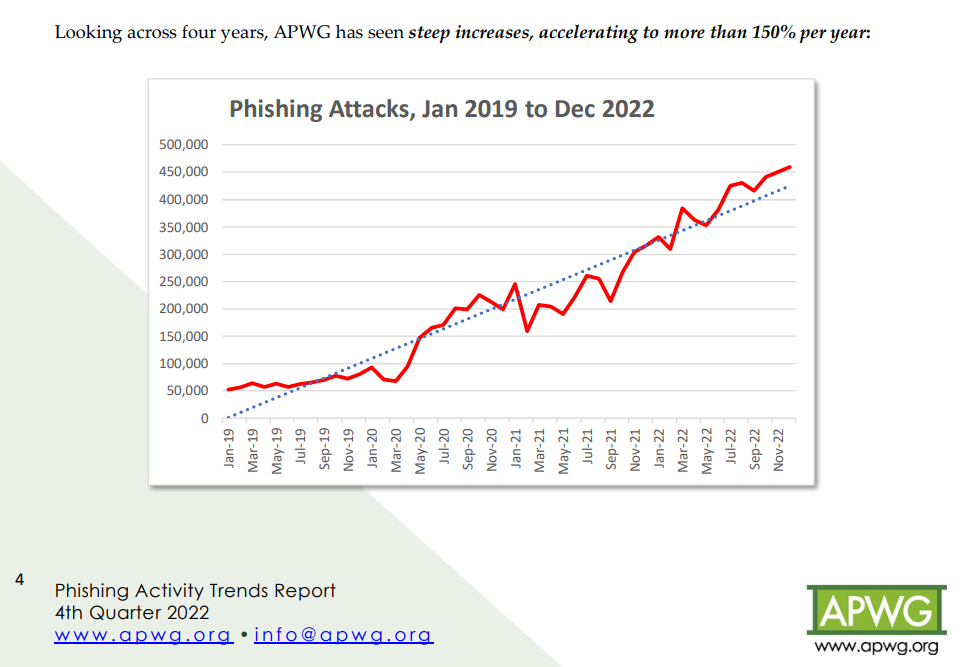 Looking across four years, APWG has seen steep increases, accelerating to more than 150% per year:
Phishing Attacks, Jan 2019 to Dec 2022
500,000
450,000
400,000
350,000
300,000
250,000
200,000
150,000
100,000
50,000
0
Jan-19
Mar-19
May-19
Jul-19
Sep-19
Nov-19
Jan-20
Mar-20
May-20
Jul-20
Sep-20
Nov-20
Jan-21
Mar-21
May-21
Jul-21
Sep-21
Nov-21
Jan-22
Mar-22
May-22
Jul-22
Sep-22
Nov-22
4
Phishing Activity Trends Report
4th Quarter 2022
www.apwg.org • info@apwg.org
APWG
www.apwg.org